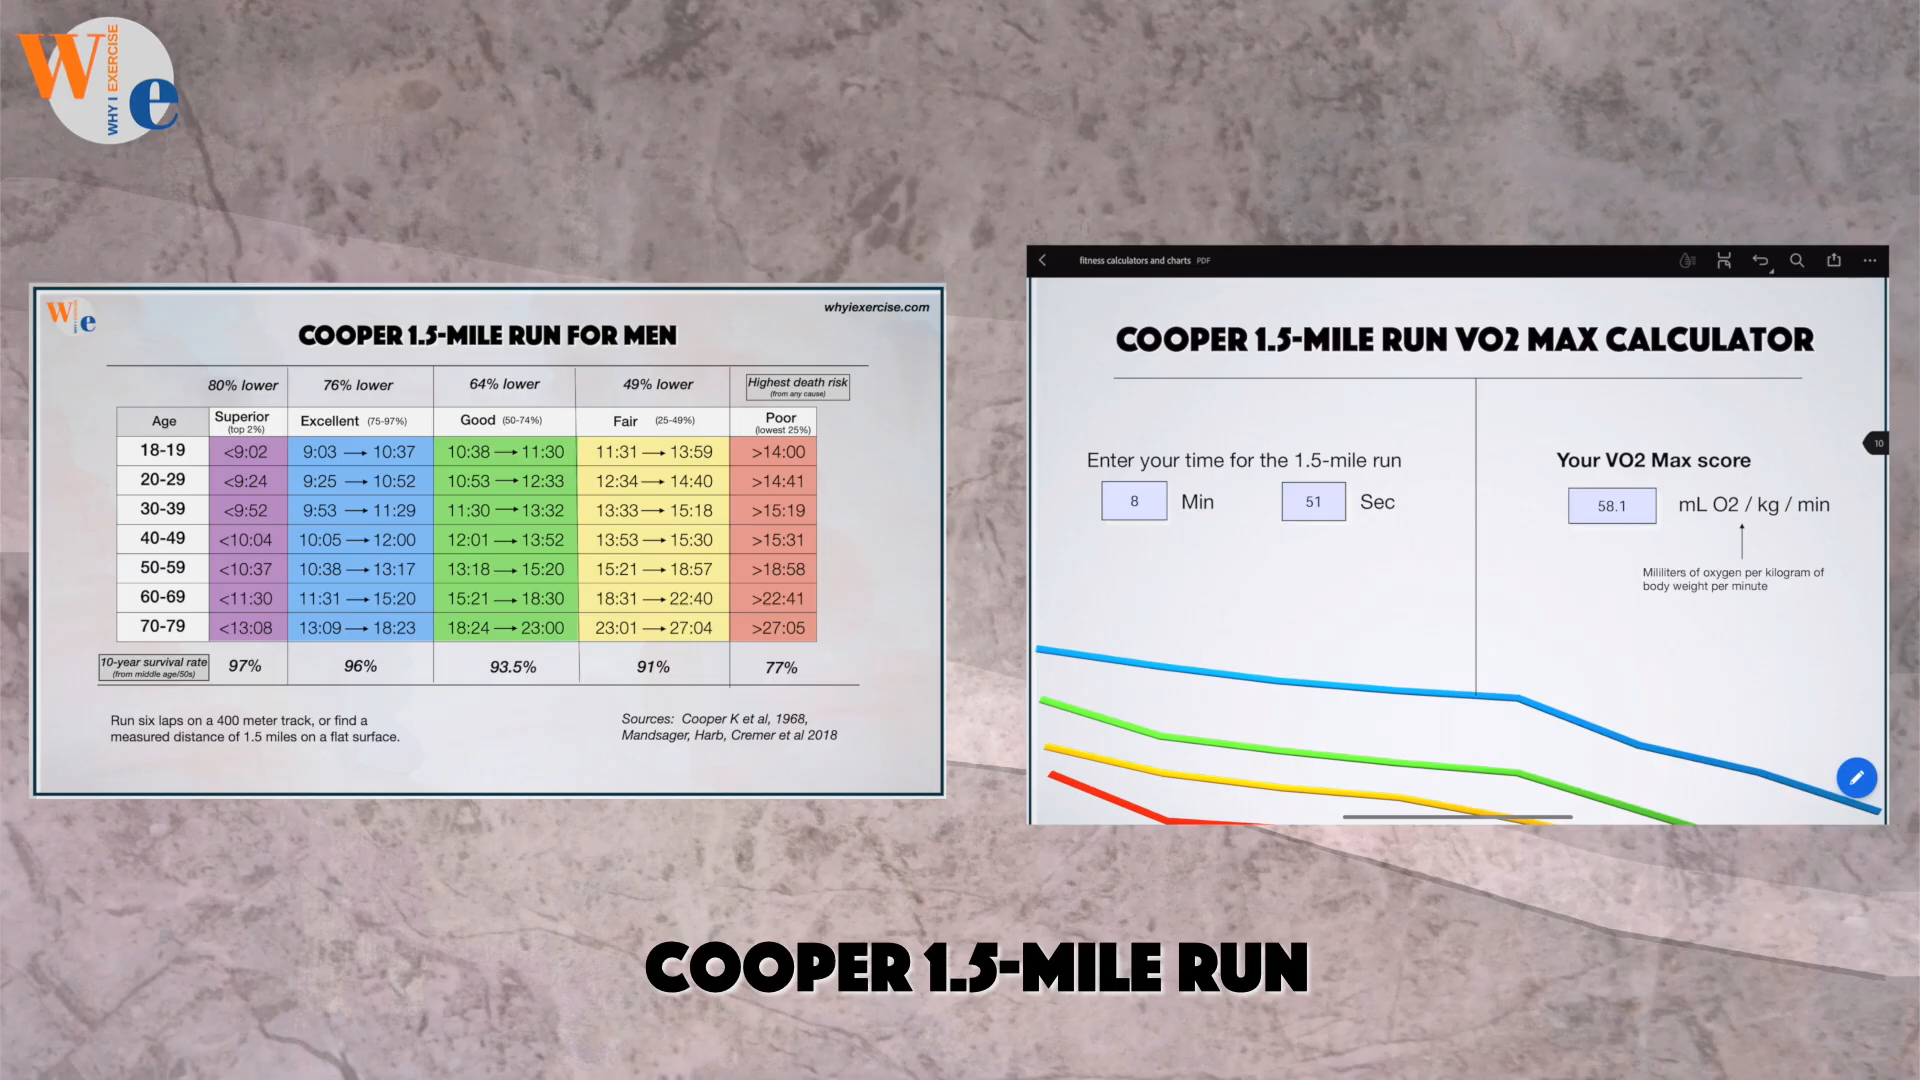 W
WHY I EXERCISE
e
W
e
whyiexercise.com
COOPER 1.5-MILE RUN FOR MEN
80% lower 76% lower 64% lower 49% lower Highest death risk
(from any cause)
Age Superior (top 2%) Excellent (75-97%) Good (50-74%) Fair (25-49%) Poor (lowest 25%)
18-19 <9:02 9:03 → 10:37 10:38 → 11:30 11:31 → 13:59 >14:00
20-29 <9:24 9:25 → 10:52 10:53 → 12:33 12:34 → 14:40 >14:41
30-39 <9:52 9:53 → 11:29 11:30 → 13:32 13:33 → 15:18 >15:19
40-49 <10:04 10:05 → 12:00 12:01 → 13:52 13:53 → 15:30 >15:31
50-59 <10:37 10:38 → 13:17 13:18 → 15:20 15:21 → 18:57 >18:58
60-69 <11:30 11:31 → 15:20 15:21 → 18:30 18:31 → 22:40 >22:41
70-79 <13:08 13:09 → 18:23 18:24 → 23:00 23:01 → 27:04 >27:05
10-year survival rate 97% 96% 93.5% 91% 77%
(from middle age/50s)
Run six laps on a 400 meter track, or find a
measured distance of 1.5 miles on a flat surface.
Sources: Cooper K et al, 1968,
Mandsager, Harb, Cremer et al 2018
fitness calculators and charts PDF
COOPER 1.5-MILE RUN VO2 MAX CALCULATOR
10
Enter your time for the 1.5-mile run
8 Min 51 Sec
Your VO2 Max score
58.1 mL O2 / kg / min
Mililiters of oxygen per kilogram of
body weight per minute
COOPER 1.5-MILE RUN